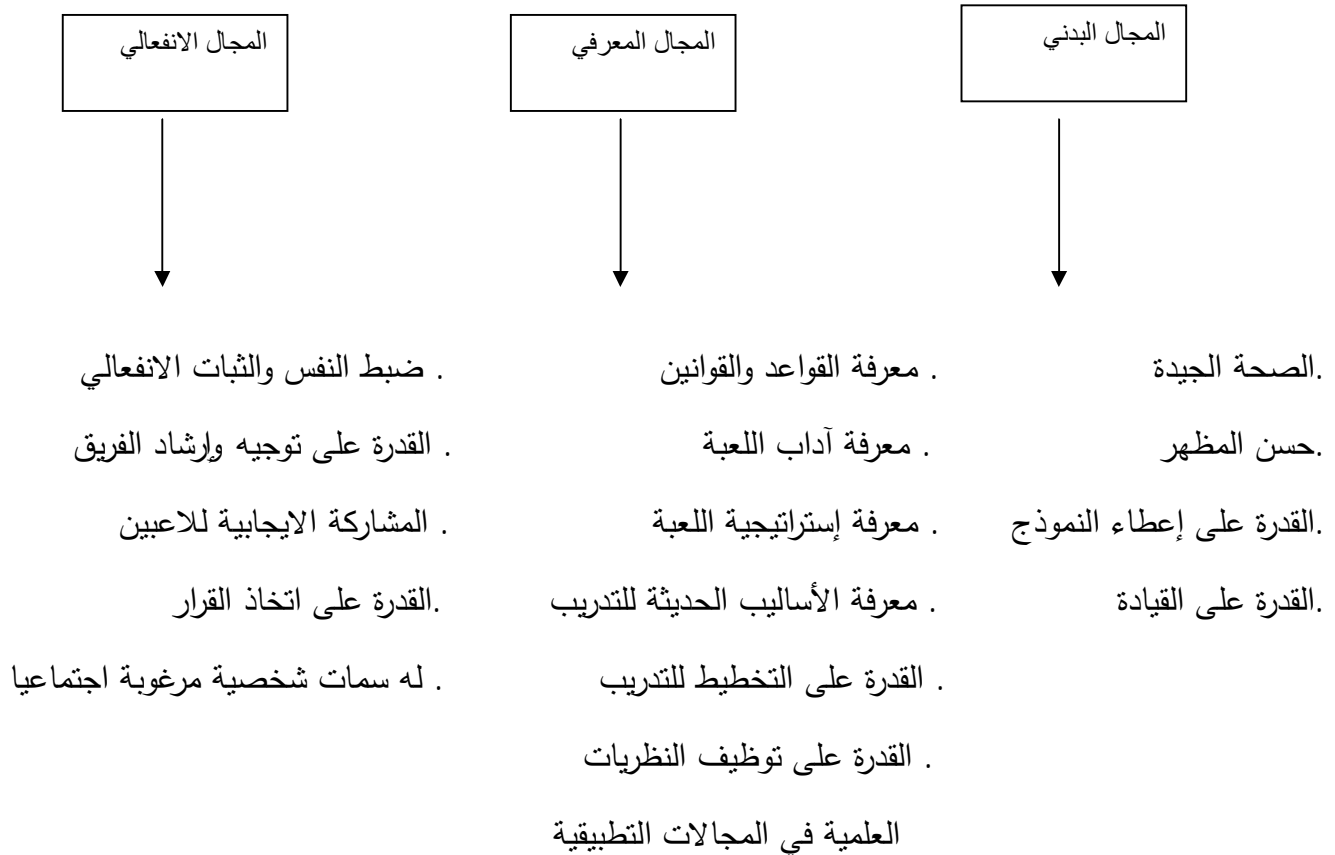 المجال البدني
المجال المعرفي
المجال الانفعالي
.الصحة الجيدة
.حسن المظهر
.القدرة على إعطاء النموذج
.القدرة على القيادة
. معرفة القواعد والقوانين
. معرفة آداب اللعبة
. معرفة إستراتيجية اللعبة
. معرفة الأساليب الحديثة للتدريب
. القدرة على التخطيط للتدريب
. القدرة على توظيف النظريات
العلمية في المجالات التطبيقية
. ضبط النفس والثبات الانفعالي
. القدرة على توجيه وإرشاد الفريق
. المشاركة الايجابية للاعبين
.القدرة على اتخاذ القرار
. له سمات شخصية مرغوبة اجتماعيا